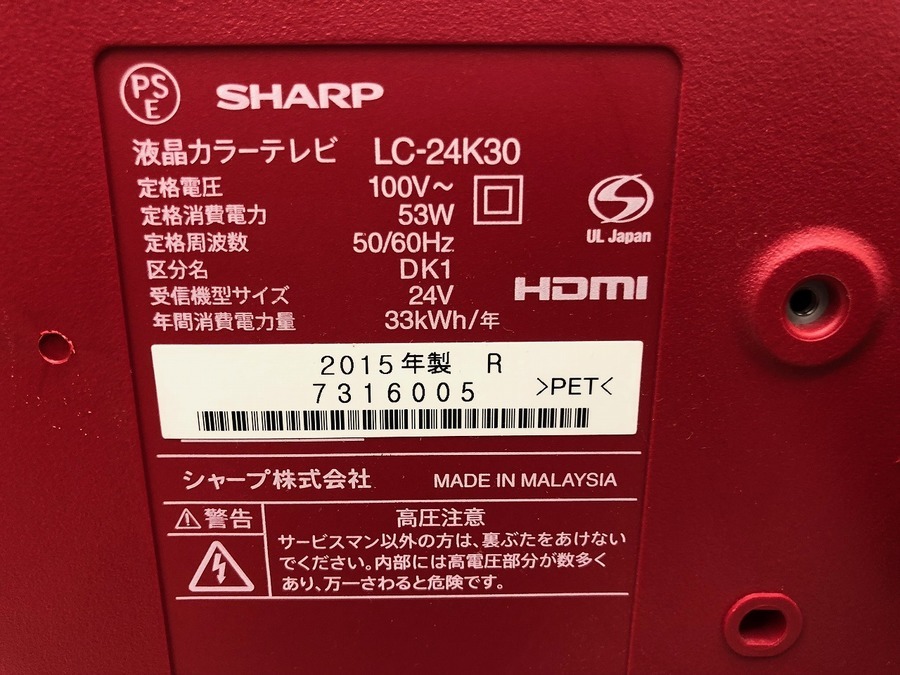 PS
E
SHARP
液晶カラーテレビ LC-24K30
定格電圧 100V～
定格消費電力 53W
定格周波数 50/60Hz
区分名 DK1
受信機型サイズ 24V
年間消費電力量 33kWh/年
UL Japan
HDMI
2015年製 R
7316005 >PET<
シャープ株式会社 MADE IN MALAYSIA
⚠警告 高圧注意
サービスマン以外の方は、裏ぶたをあけない
でください。内部には高電圧部分が数多く
あり、万一さわると危険です。